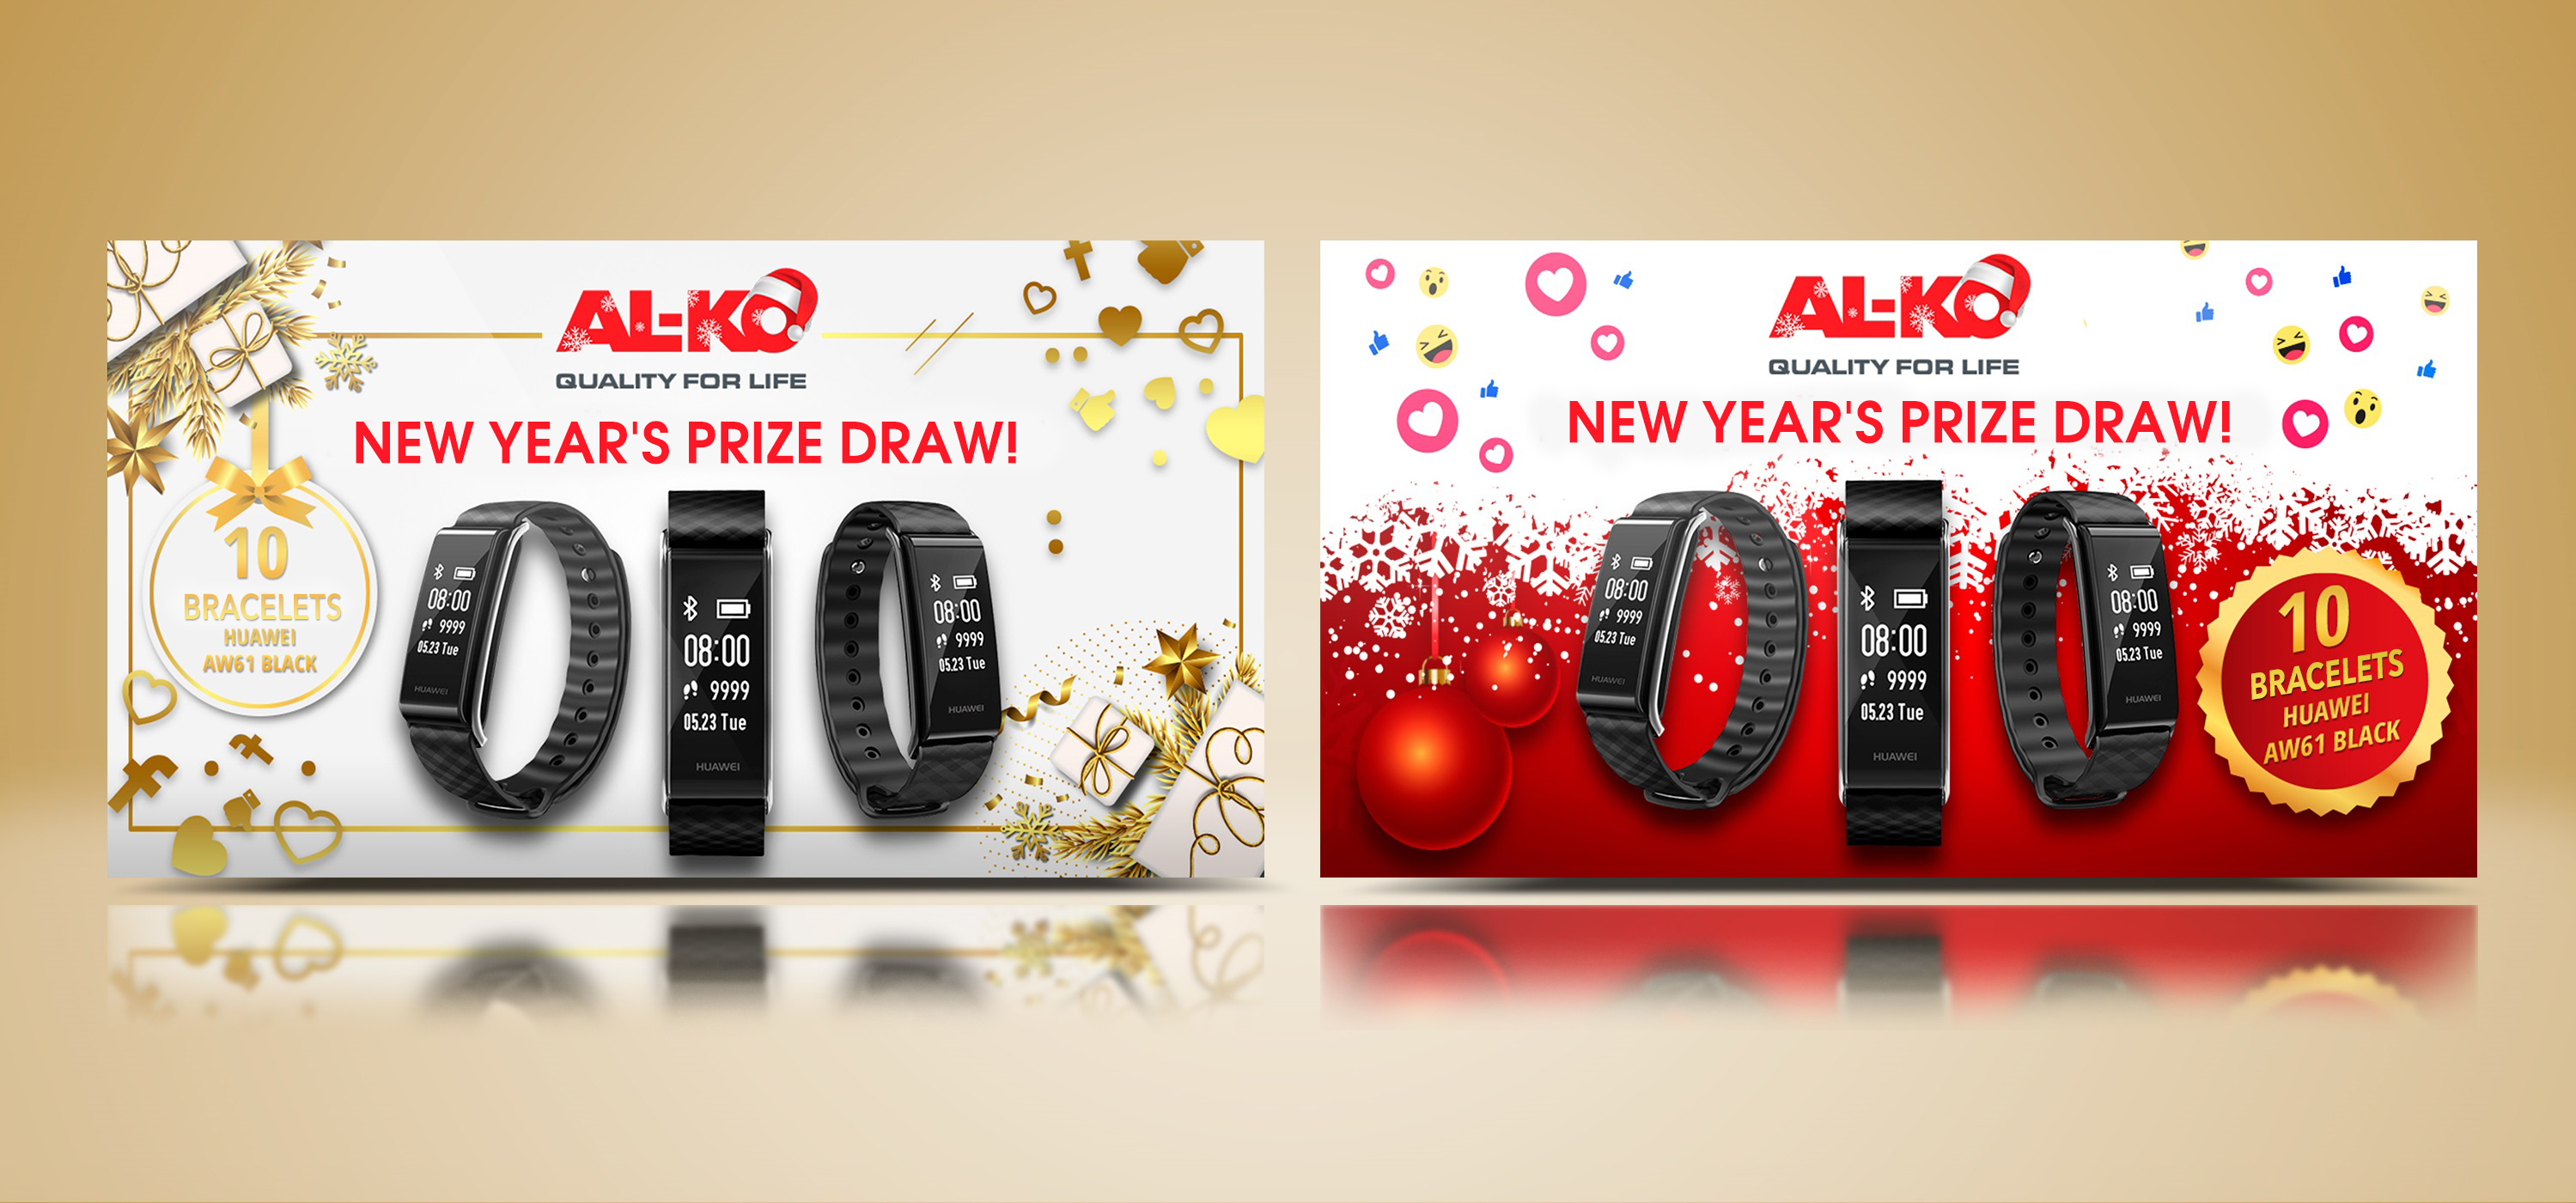 AL-KO
QUALITY FOR LIFE
NEW YEAR'S PRIZE DRAW!
10
BRACELETS
HUAWEI
AW61 BLACK
08:00
9999
05.23 Tue
HUAWEI
08:00
9999
05.23 Tue
HUAWEI
08:00
9999
05.23 Tue
HUAWEI
AL-KO
QUALITY FOR LIFE
NEW YEAR'S PRIZE DRAW!
08:00
9999
05.23 Tue
HUAWEI
08:00
9999
05.23 Tue
HUAWEI
08:00
9999
05.23 Tue
HUAWEI
10
BRACELETS
HUAWEI
AW61 BLACK